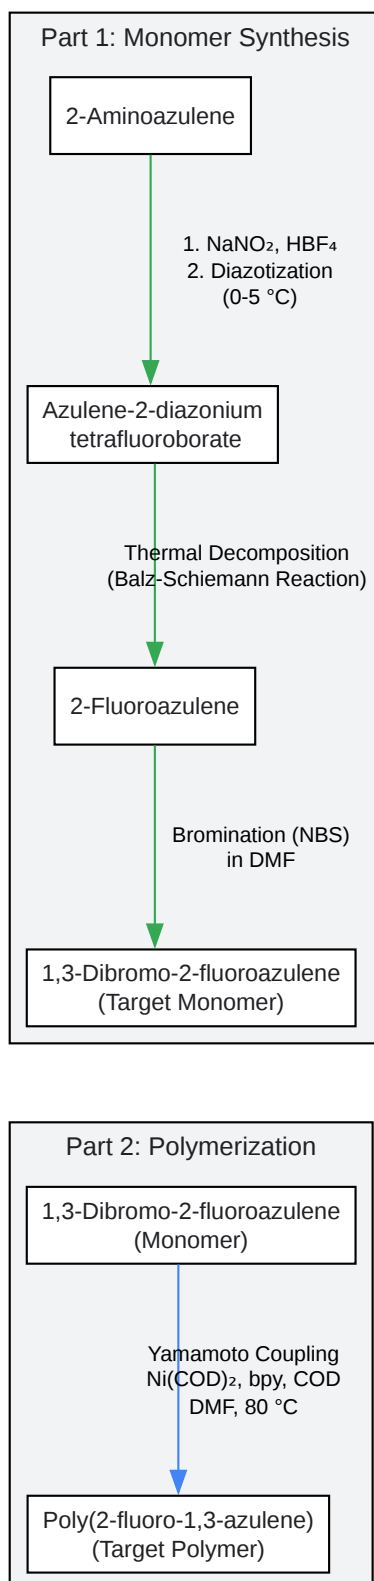 Part 1: Monomer Synthesis
2-Aminoazulene
1. NaNO₂, HBF₄
2. Diazotization
(0-5 °C)
Azulene-2-diazonium
tetrafluoroborate
Thermal Decomposition
(Balz-Schiemann Reaction)
2-Fluoroazulene
Bromination (NBS)
in DMF
1,3-Dibromo-2-fluoroazulene
(Target Monomer)
Part 2: Polymerization
1,3-Dibromo-2-fluoroazulene
(Monomer)
Yamamoto Coupling
Ni(COD)₂, bpy, COD
DMF, 80 °C
Poly(2-fluoro-1,3-azulene)
(Target Polymer)